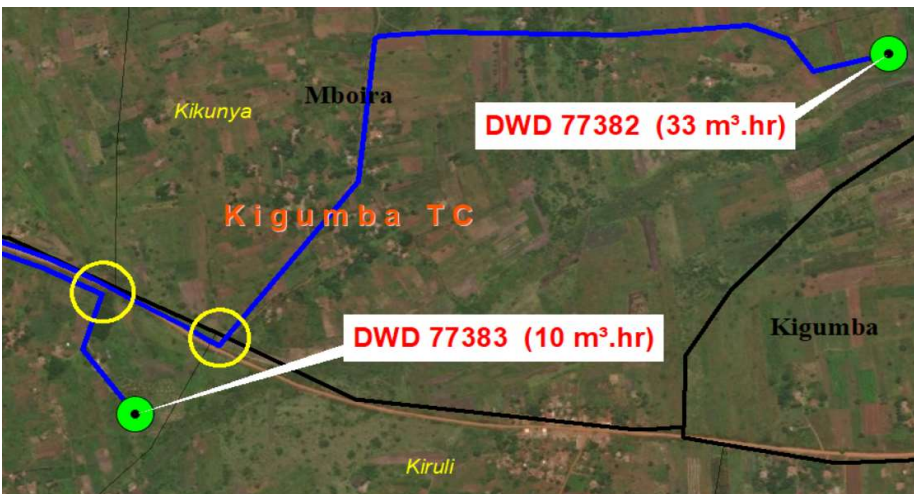 Kikunya
Mboira
DWD 77382 (33 m³.hr)
Kigumba TC
DWD 77383 (10 m³.hr)
Kigumba
Kiruli